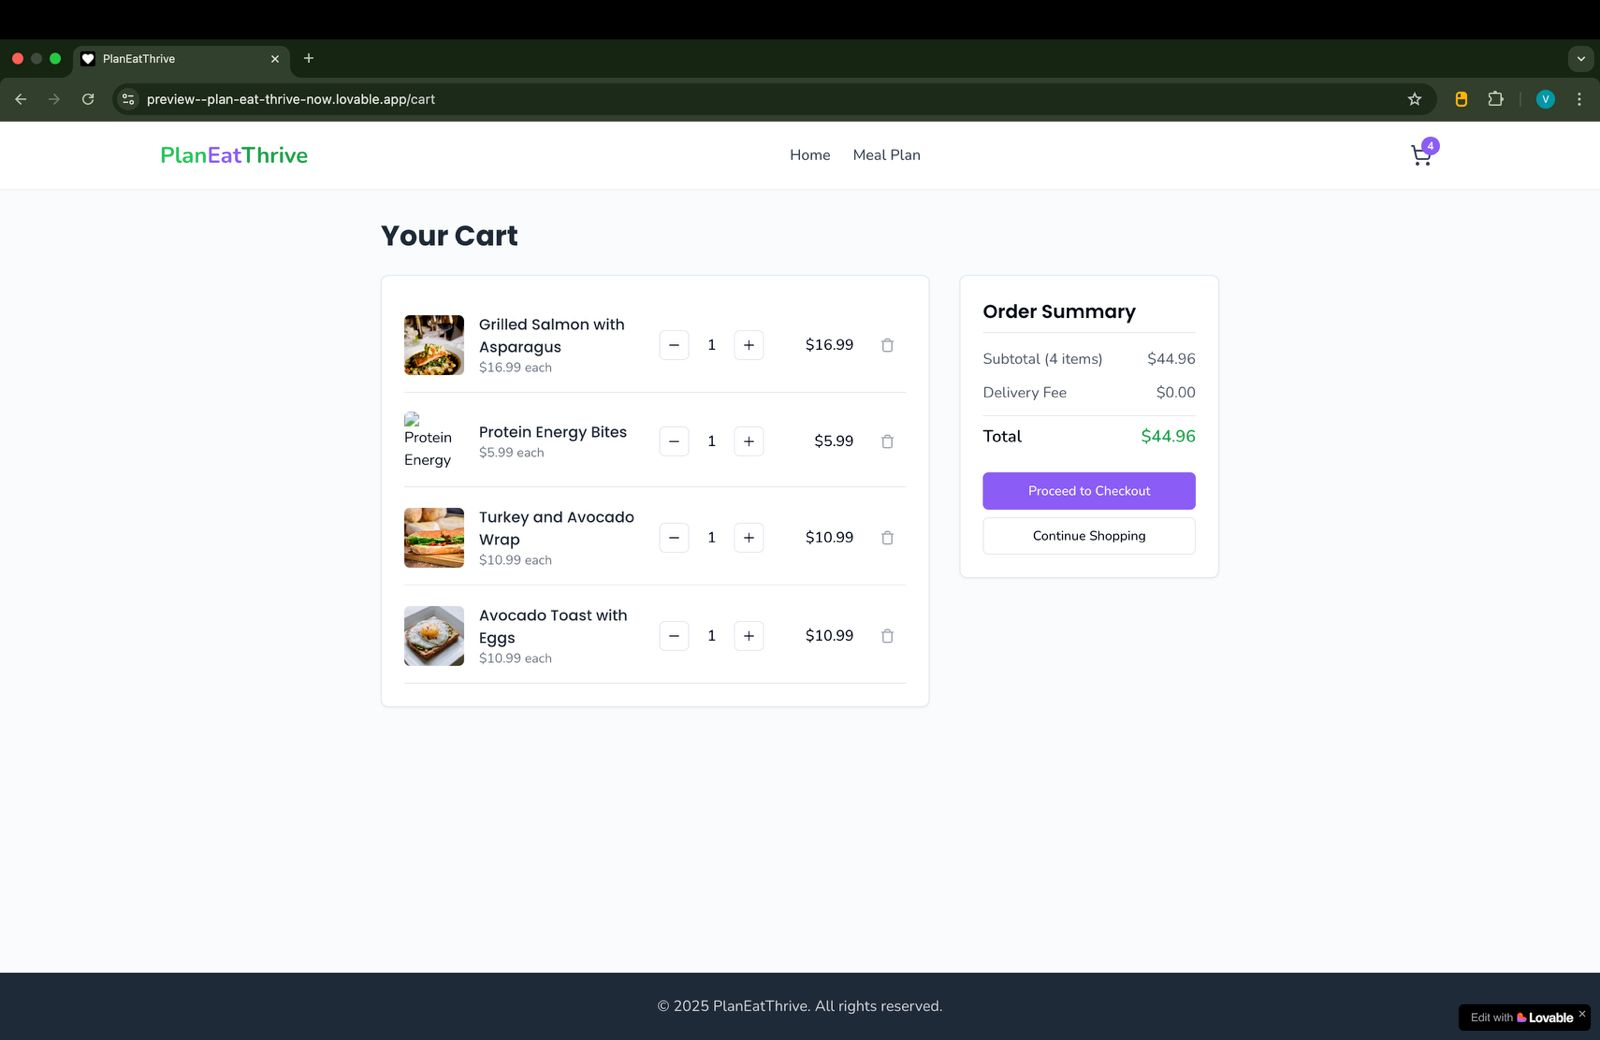 PlanEatThrive
preview--plan-eat-thrive-now.lovable.app/cart
V
PlanEatThrive
Home
Meal Plan
4
Your Cart
Grilled Salmon with
Asparagus
$16.99 each
1
$16.99
Protein
Energy
Protein Energy Bites
$5.99 each
1
$5.99
Turkey and Avocado
Wrap
$10.99 each
1
$10.99
Avocado Toast with
Eggs
$10.99 each
1
$10.99
Order Summary
Subtotal (4 items)
$44.96
Delivery Fee
$0.00
Total
$44.96
Proceed to Checkout
Continue Shopping
© 2025 PlanEatThrive. All rights reserved.
Edit with Lovable